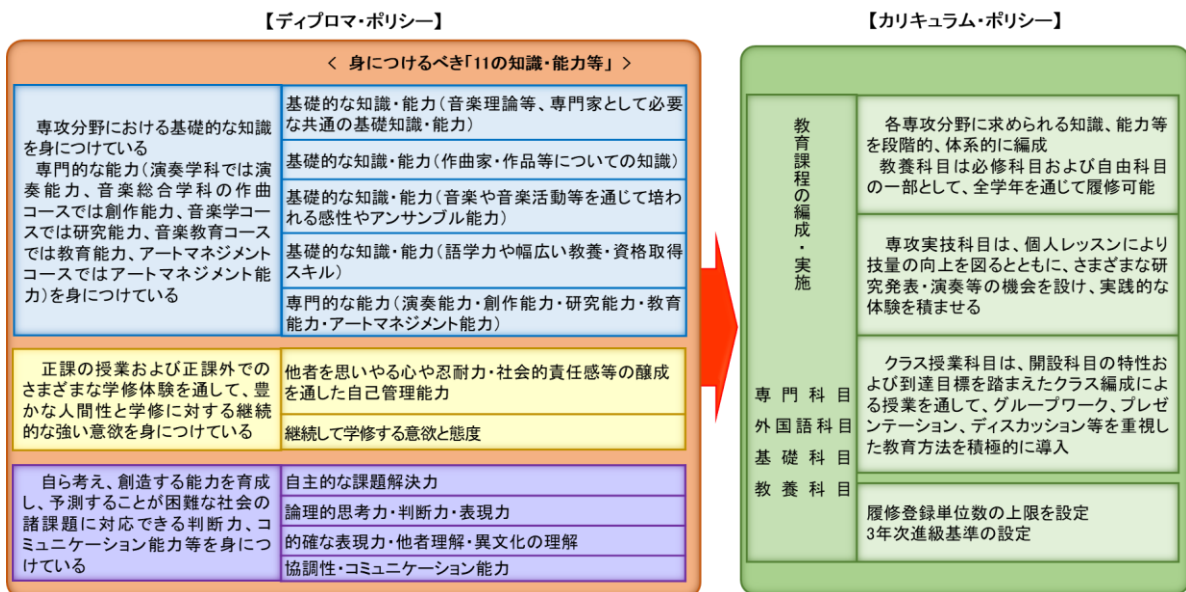 【ディプロマ・ポリシー】
< 身につけるべき「11の知識・能力等」 >
専攻分野における基礎的な知識
を身につけている
専門的な能力(演奏学科では演
奏能力、音楽総合学科の作曲
コースでは創作能力、音楽学コー
スでは研究能力、音楽教育コース
では教育能力、アートマネジメント
コースではアートマネジメント能
力)を身につけている
基礎的な知識・能力(音楽理論等、専門家として必要
な共通の基礎知識・能力)
基礎的な知識・能力(作曲家・作品等についての知識)
基礎的な知識・能力(音楽や音楽活動等を通じて培わ
れる感性やアンサンブル能力)
基礎的な知識・能力(語学力や幅広い教養・資格取得
スキル)
専門的な能力(演奏能力・創作能力・研究能力・教育
能力・アートマネジメント能力)
正課の授業および正課外での
さまざまな学修体験を通して、豊
かな人間性と学修に対する継続
的な強い意欲を身につけている
他者を思いやる心や忍耐力・社会的責任感等の醸成
を通した自己管理能力
継続して学修する意欲と態度
自ら考え、創造する能力を育成
し、予測することが困難な社会の
諸課題に対応できる判断力、コ
ミュニケーション能力等を身につ
けている
自主的な課題解決力
論理的思考力・判断力・表現力
的確な表現力・他者理解・異文化の理解
協調性・コミュニケーション能力
【カリキュラム・ポリシー】
教育課程の編成・実施
専門科目
外国語科目
基礎科目
教養科目
各専攻分野に求められる知識、能力等
を段階的、体系的に編成
教養科目は必修科目および自由科目
の一部として、全学年を通じて履修可能
専攻実技科目は、個人レッスンにより
技量の向上を図るとともに、さまざまな研
究発表・演奏等の機会を設け、実践的な
体験を積ませる
クラス授業科目は、開設科目の特性お
よび到達目標を踏まえたクラス編成によ
る授業を通して、グループワーク、プレゼ
ンテーション、ディスカッション等を重視し
た教育方法を積極的に導入
履修登録単位数の上限を設定
3年次進級基準の設定